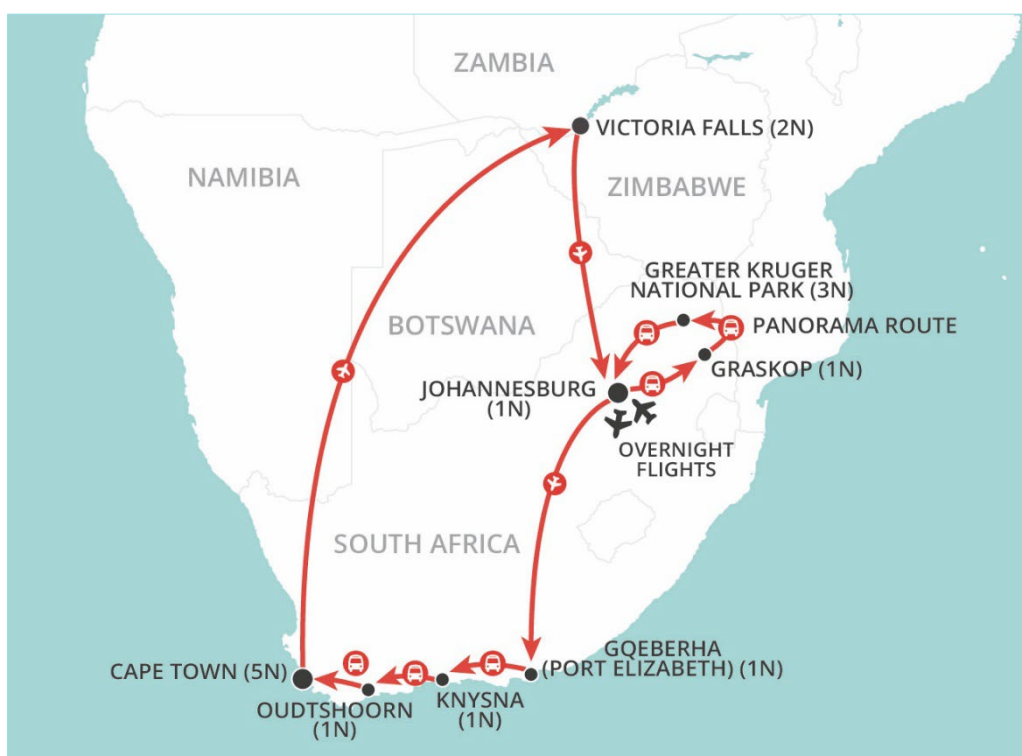 ZAMBIA
VICTORIA FALLS (2N)
NAMIBIA
ZIMBABWE
GREATER KRUGER
NATIONAL PARK (3N)
BOTSWANA
PANORAMA ROUTE
GRASKOP (1N)
JOHANNESBURG
(1N)
OVERNIGHT
FLIGHTS
SOUTH AFRICA
GQEBERHA
(PORT ELIZABETH) (1N)
CAPE TOWN (5N)
KNYSNA
(1N)
OUDTSHOORN
(1N)